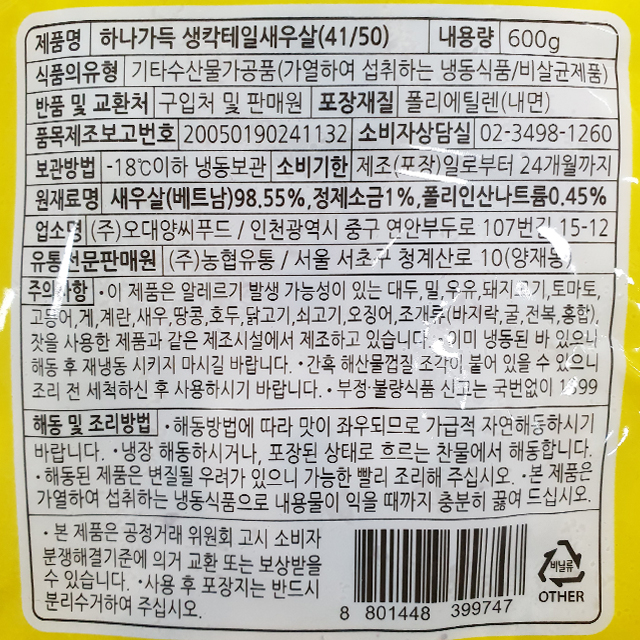 제품명 하나가득 생칵테일새우살(41/50) 내용량 600g
식품의유형 기타수산물가공품(가열하여 섭취하는 냉동식품/비살균제품)
반품 및 교환처 구입처 및 판매원 포장재질 폴리에틸렌(내면)
품목제조보고번호 20050190241132 소비자상담실 02-3498-1260
보관방법 -18℃이하 냉동보관 소비기한 제조(포장)일로부터 24개월까지
원재료명 새우살(베트남)98.55%,정제소금1%,폴리인산나트륨0.45%
업소명 (주)오대양씨푸드 / 인천광역시 중구 연안부두로 107번길 15-12
유통전문판매원 (주)농협유통 / 서울 서초구 청계산로 10(양재동)
주의사항 •이 제품은 알레르기 발생 가능성이 있는 대두,밀,우유,돼지고기,토마토,
고등어,게,계란,새우,땅콩,호두,닭고기,쇠고기,오징어,조개류(바지락,굴,전복,홍합),
잣을 사용한 제품과 같은 제조시설에서 제조하고 있습니다. •이미 냉동된 바 있으니
해동 후 재냉동 시키지 마시길 바랍니다. •간혹 해산물껍질 조각이 붙어 있을 수 있으니
조리 전 세척하신 후 사용하시기 바랍니다. •부정·불량식품 신고는 국번없이 1399
해동 및 조리방법 •해동방법에 따라 맛이 좌우되므로 가급적 자연해동하시기
바랍니다. •냉장 해동하시거나, 포장된 상태로 흐르는 찬물에서 해동합니다.
•해동된 제품은 변질될 우려가 있으니 가능한 빨리 조리해 주십시오. •본 제품은
가열하여 섭취하는 냉동식품으로 내용물이 익을 때까지 충분히 끓여 드십시오.
•본 제품은 공정거래 위원회 고시 소비자
분쟁해결기준에 의거 교환 또는 보상받을
수 있습니다. •사용 후 포장지는 반드시
분리수거하여 주십시오.
8 801448 399747
비닐류
OTHER